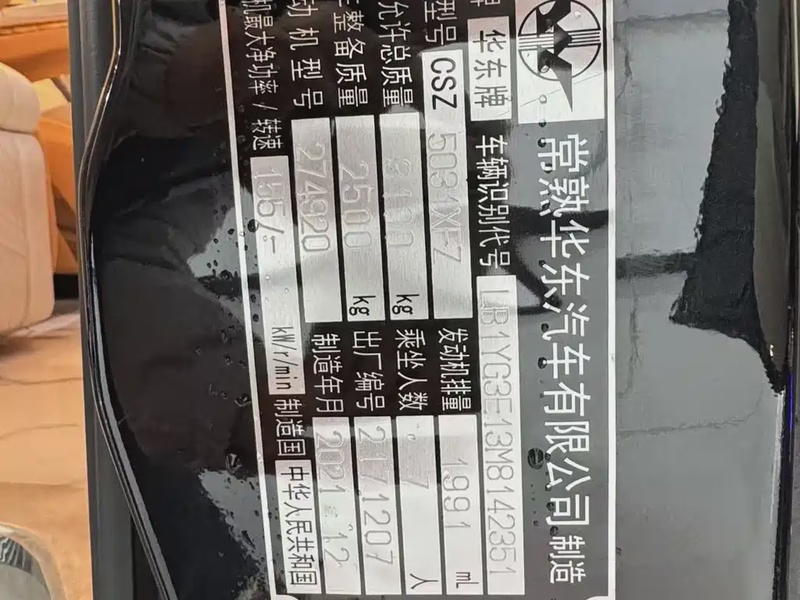 常熟华东汽车有限公司 制造
牌 华东牌 车辆识别代号 LJB1YG3E13M8142351
型号 CSZ 5031XFZ 发动机排量 1991 mL
允许总质量 3100 kg 乘坐人数 7 人
车整备质量 2500 kg 出厂编号 2171207
动机型号 274920 制造年月 2021.12
机最大净功率/转速 155/- kW/r/min 制造国 中华人民共和国